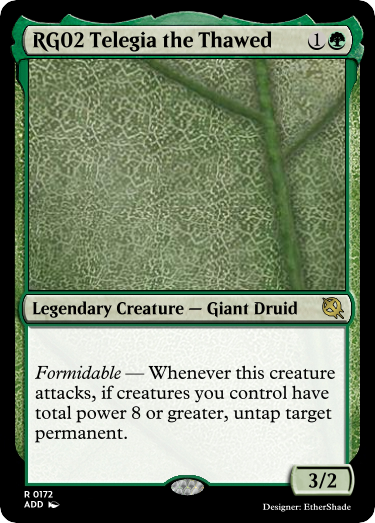 RG02 Telegia the Thawed 1
Legendary Creature — Giant Druid
Formidable — Whenever this creature
attacks, if creatures you control have
total power 8 or greater, untap target
permanent.
3/2
R 0172
ADD
Designer: EtherShade